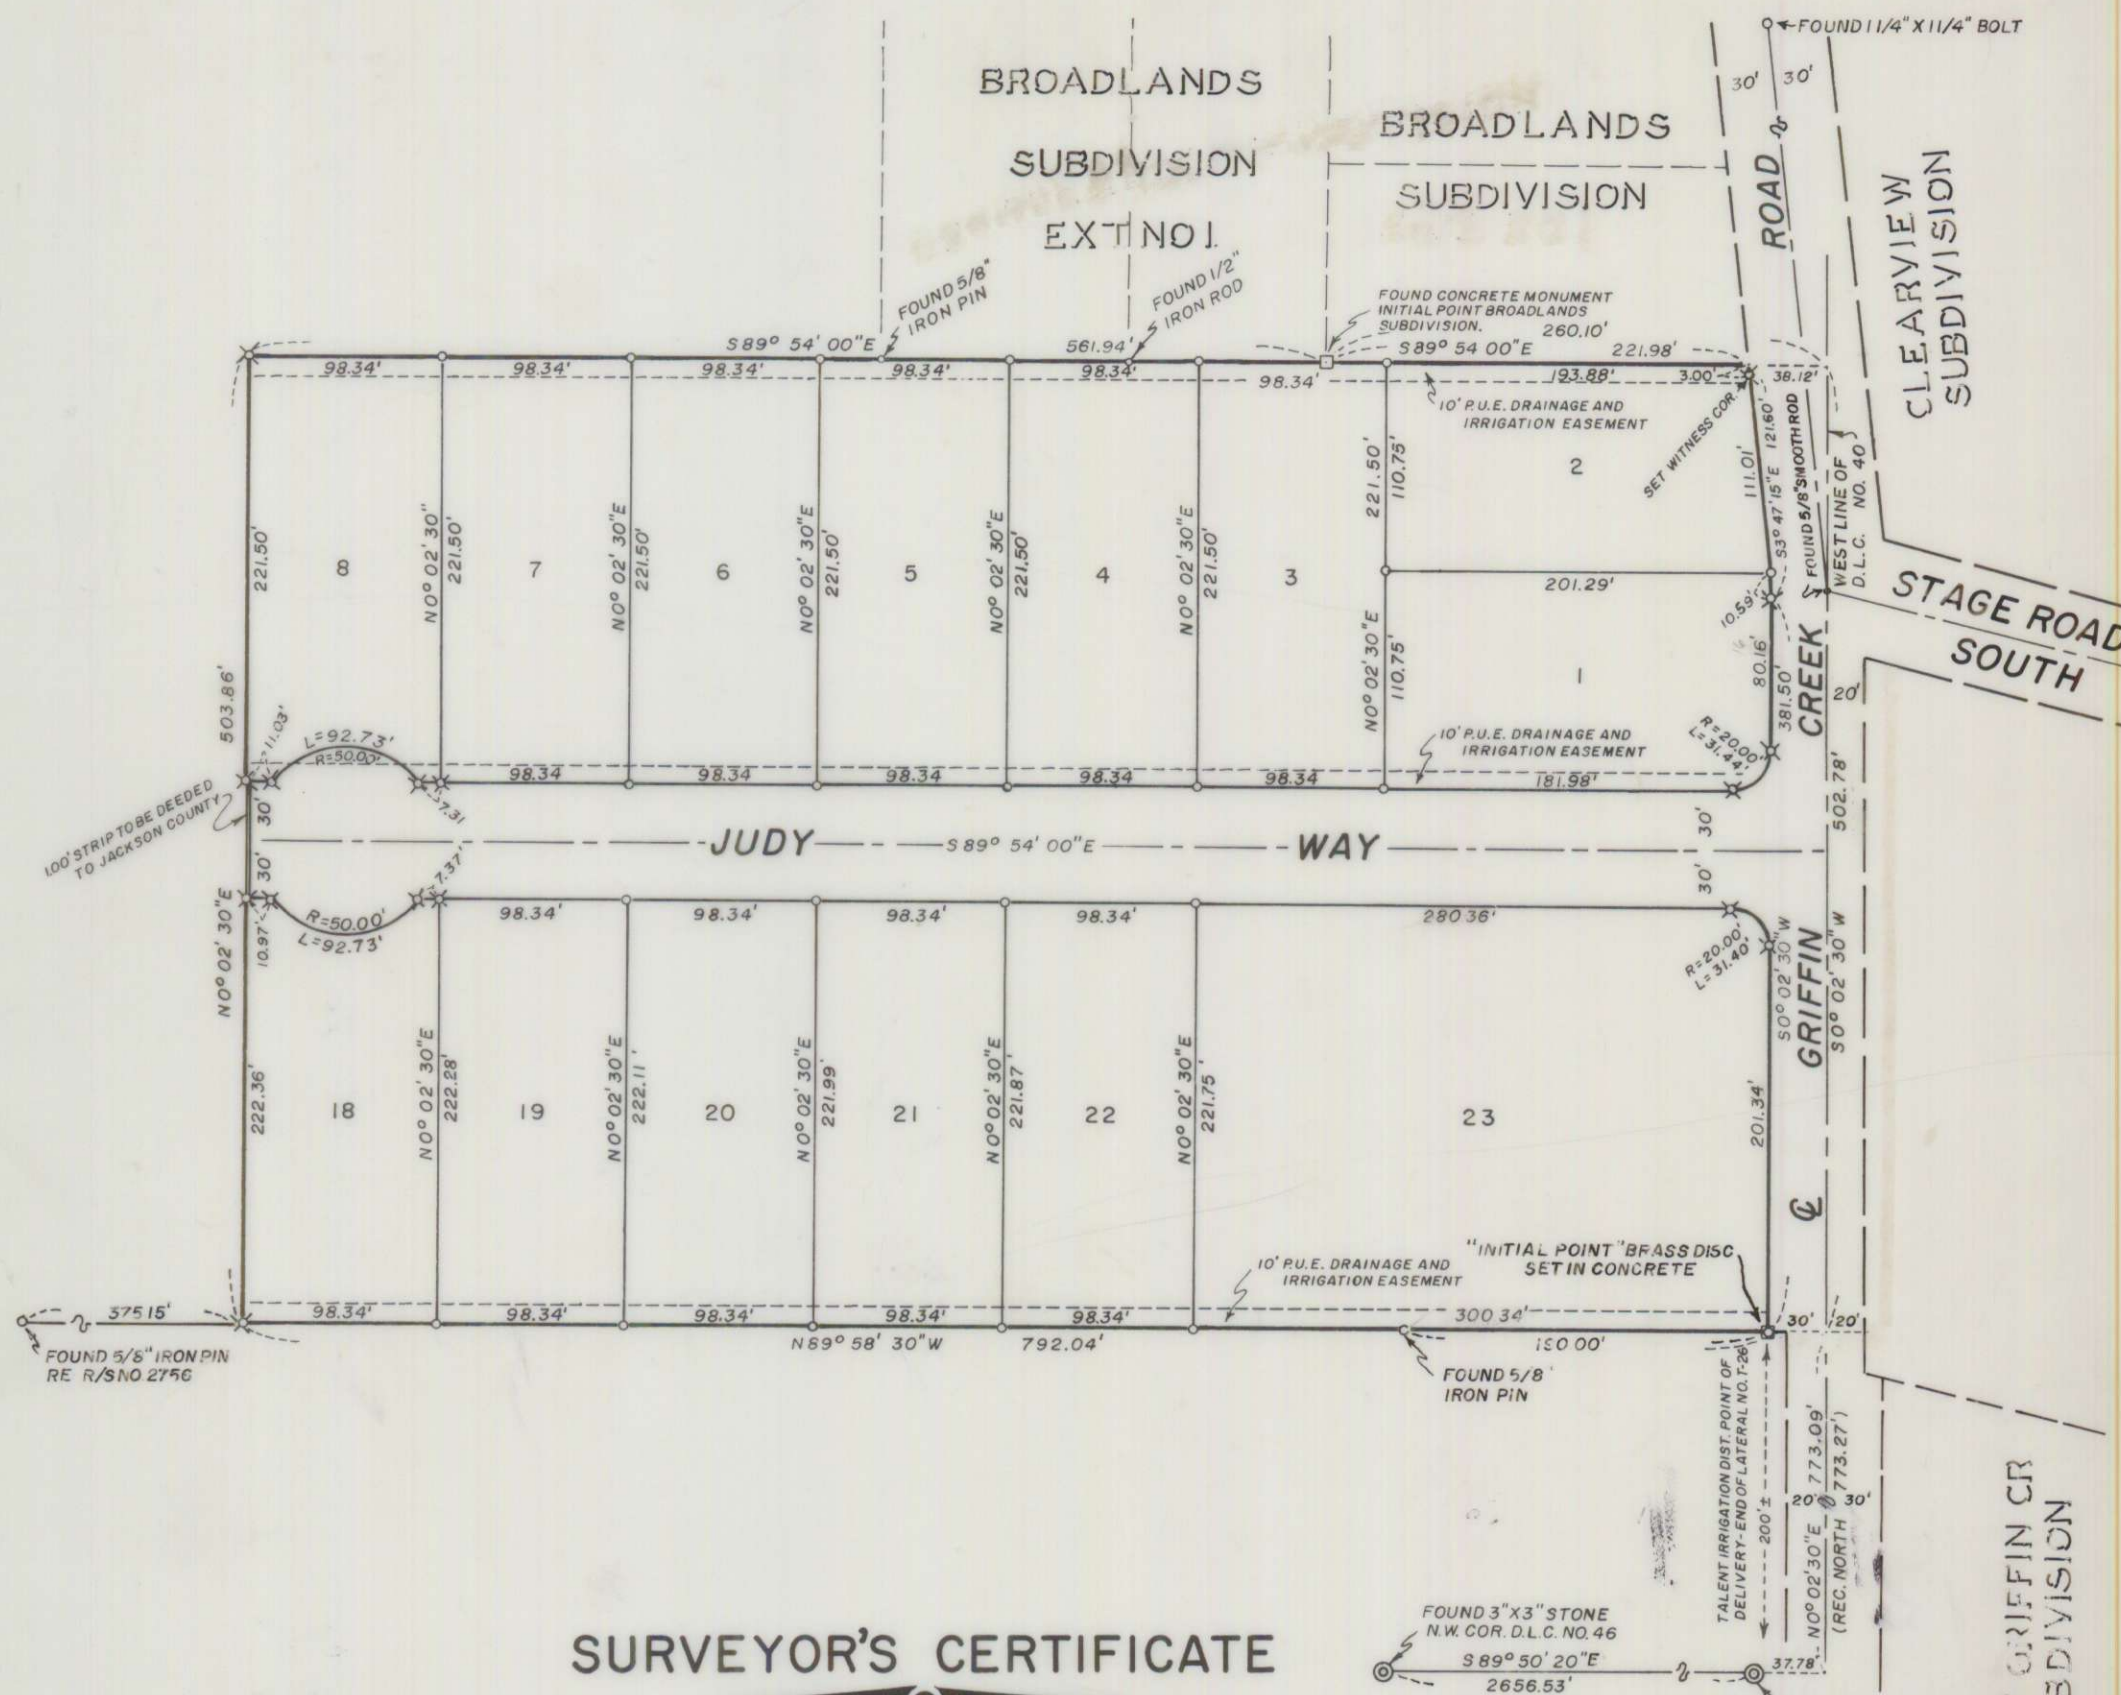 FOUND 1 1/4" X 1 1/4" BOLT
30' 30'
BROADLANDS
SUBDIVISION
EXT NO 1.
BROADLANDS
SUBDIVISION
ROAD
CLEARVIEW
SUBDIVISION
FOUND 5/8"
IRON PIN
FOUND 1/2"
IRON ROD
FOUND CONCRETE MONUMENT
INITIAL POINT BROADLANDS
SUBDIVISION.
260.10'
S89° 54' 00"E
561.94'
S89° 54 00"E
221.98'
98.34'
98.34'
98.34'
98.34'
98.34'
98.34'
193.88'
3.00'
38.12'
10' P.U.E. DRAINAGE AND
IRRIGATION EASEMENT
SET WITNESS COR.
111.01'
S3° 47' 15"E 121.60'
FOUND 5/8" SMOOTH ROD
WEST LINE OF
D.L.C. NO. 40
221.50'
110.75'
2
221.50'
8
N0° 02' 30"
221.50'
7
N0° 02' 30"E
221.50'
6
N0° 02' 30"E
221.50'
5
N0° 02' 30"E
221.50'
4
N0° 02' 30"E
221.50'
3
201.29'
10.59'
STAGE ROAD
SOUTH
N0° 02' 30"E
110.75'
1
80.16'
381.50'
CREEK
20'
503.86'
11.03'
L=92.73'
R=50.00'
7.31
98.34
98.34
98.34
98.34
98.34
10' P.U.E. DRAINAGE AND
IRRIGATION EASEMENT
181.98'
R=20.00'
L=31.44'
502.78'
1.00' STRIP TO BE DEEDED
TO JACKSON COUNTY
30'
30'
JUDY
S89° 54' 00"E
WAY
30'
30'
N0° 02' 30"E
10.97'
R=50.00'
L=92.73'
7.37'
98.34'
98.34'
98.34'
98.34'
280.36'
R=20.00'
L=31.40'
S0° 02' 30"W
GRIFFIN
S0° 02' 30"W
222.36'
18
N0° 02' 30"E
222.28'
19
N0° 02' 30"E
222.11'
20
N0° 02' 30"E
221.99'
21
N0° 02' 30"E
221.87'
22
N0° 02' 30"E
221.75'
23
201.34'
℄
"INITIAL POINT" BRASS DISC
SET IN CONCRETE
10' P.U.E. DRAINAGE AND
IRRIGATION EASEMENT
375.15'
98.34'
98.34'
98.34'
98.34'
98.34'
300.34'
30'
20'
N89° 58' 30"W
792.04'
190.00'
FOUND 5/8" IRON PIN
RE R/S NO 2756
FOUND 5/8
IRON PIN
TALENT IRRIGATION DIST. POINT OF
DELIVERY-END OF LATERAL NO. T-26
200'±
20'
30'
N0° 02' 30"E 773.09'
(REC. NORTH 773.27')
GRIFFIN CR
BDIVISION
FOUND 3"X3" STONE
N.W. COR. D.L.C. NO. 46
S89° 50' 20"E
2656.53'
37.78'
SURVEYOR'S CERTIFICATE